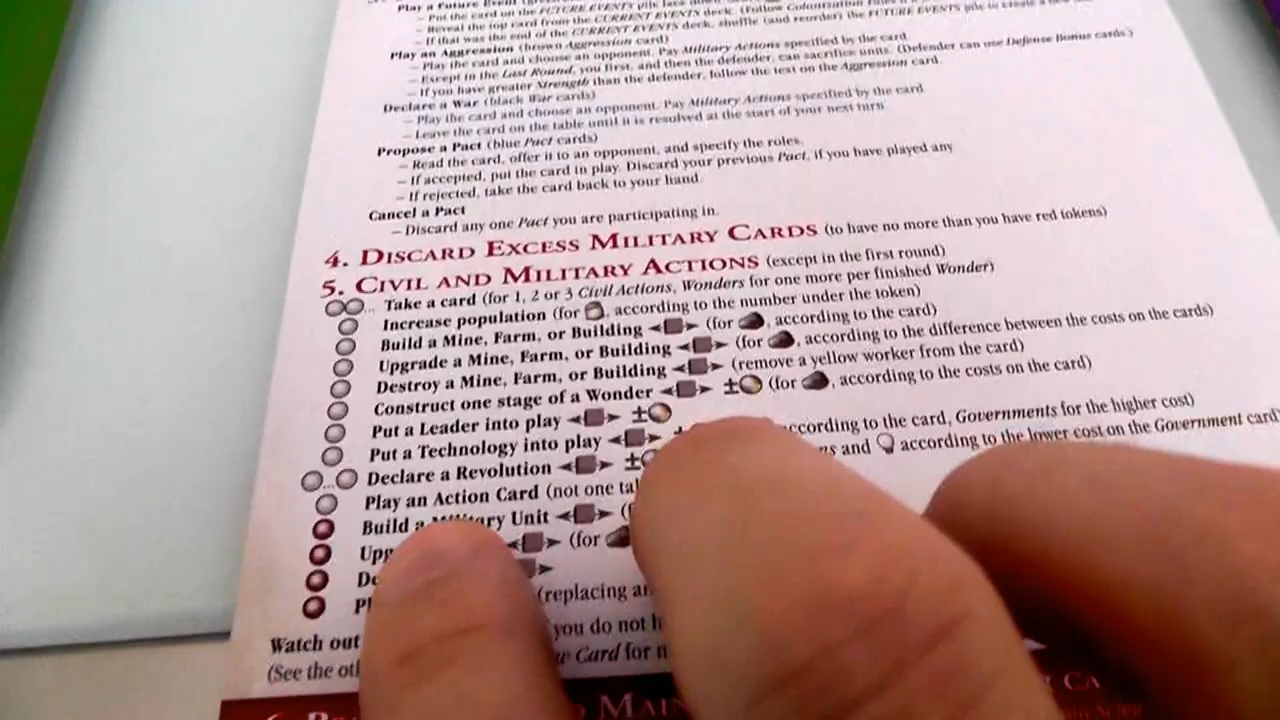 Play a Future Event
– Put the card on the FUTURE EVENTS pile face down
– Reveal the top card from the CURRENT EVENTS deck. (Follow Colonization rules
– If that was the end of the CURRENT EVENTS deck, shuffle (and reorder) the FUTURE EVENTS pile to create a new
Play an Aggression (brown Aggression card)
– Play the card and choose an opponent. Pay Military Actions specified by the card.
– Except in the Last Round, you first, and then the defender, can sacrifice units. (Defender can use Defense Bonus cards.)
– If you have greater Strength than the defender, follow the text on the Aggression card.
Declare a War (black War cards)
– Play the card and choose an opponent. Pay Military Actions specified by the card.
– Leave the card on the table until it is resolved at the start of your next turn.
Propose a Pact (blue Pact cards)
– Read the card, offer it to an opponent, and specify the roles.
– If accepted, put the card in play. Discard your previous Pact, if you have played any
– If rejected, take the card back to your hand.
Cancel a Pact
– Discard any one Pact you are participating in.
4. DISCARD EXCESS MILITARY CARDS (to have no more than you have red tokens)
5. CIVIL AND MILITARY ACTIONS (except in the first round)
... Take a card (for 1, 2 or 3 Civil Actions, Wonders for one more per finished Wonder)
Increase population (for , according to the number under the token)
Build a Mine, Farm, or Building (for , according to the card)
Upgrade a Mine, Farm, or Building (for , according to the difference between the costs on the cards)
Destroy a Mine, Farm, or Building (remove a yellow worker from the card)
Construct one stage of a Wonder ± (for , according to the costs on the card)
Put a Leader into play ±
Put a Technology into play according to the card, Governments for the higher cost)
... Declare a Revolution ± and according to the lower cost on the Government card
Play an Action Card (not one
Build a Military Unit (
(for
(replacing
Watch out you do not
(See the Card for
6. MAIN